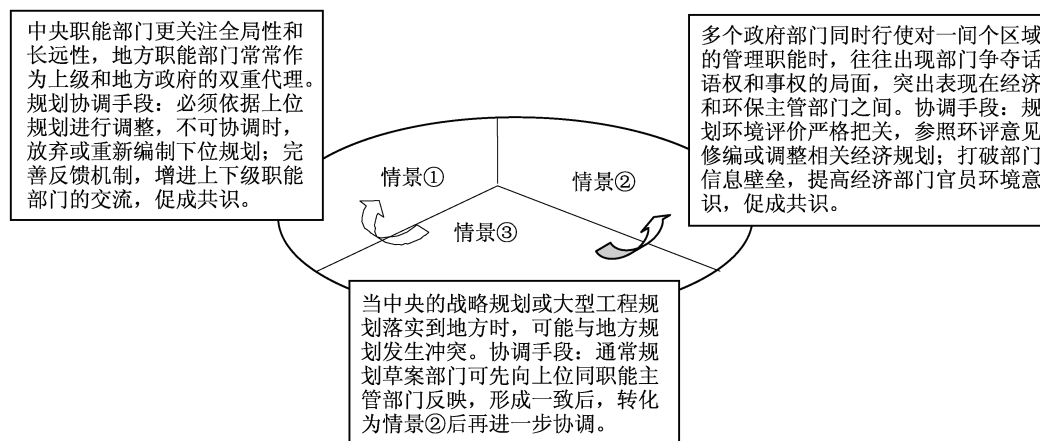 中央职能部门更关注全局性和
长远性，地方职能部门常常作
为上级和地方政府的双重代理。
规划协调手段：必须依据上位
规划进行调整，不可协调时，
放弃或重新编制下位规划；完
善反馈机制，增进上下级职能
部门的交流，促成共识。
多个政府部门同时行使对一间个区域
的管理职能时，往往出现部门争夺话
语权和事权的局面，突出表现在经济
和环保主管部门之间。协调手段：规
划环境评价严格把关，参照环评意见
修编或调整相关经济规划；打破部门
信息壁垒，提高经济部门官员环境意
识，促成共识。
情景①
情景②
情景③
当中央的战略规划或大型工程规
划落实到地方时，可能与地方规
划发生冲突。协调手段：通常规
划草案部门可先向上位同职能主
管部门反映，形成一致后，转化
为情景②后再进一步协调。